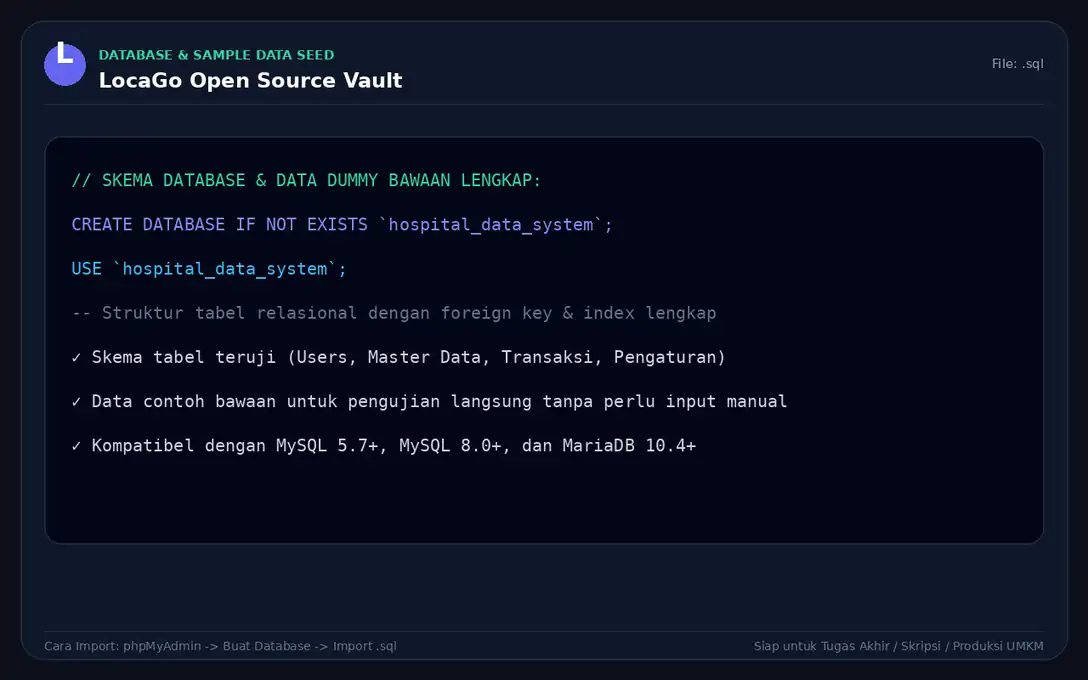 L
DATABASE & SAMPLE DATA SEED
LocaGo Open Source Vault
File: .sql
// SKEMA DATABASE & DATA DUMMY BAWAAN LENGKAP:
CREATE DATABASE IF NOT EXISTS `hospital_data_system`;
USE `hospital_data_system`;
-- Struktur tabel relasional dengan foreign key & index lengkap
✓ Skema tabel teruji (Users, Master Data, Transaksi, Pengaturan)
✓ Data contoh bawaan untuk pengujian langsung tanpa perlu input manual
✓ Kompatibel dengan MySQL 5.7+, MySQL 8.0+, dan MariaDB 10.4+
Cara Import: phpMyAdmin -> Buat Database -> Import .sql
Siap untuk Tugas Akhir / Skripsi / Produksi UMKM